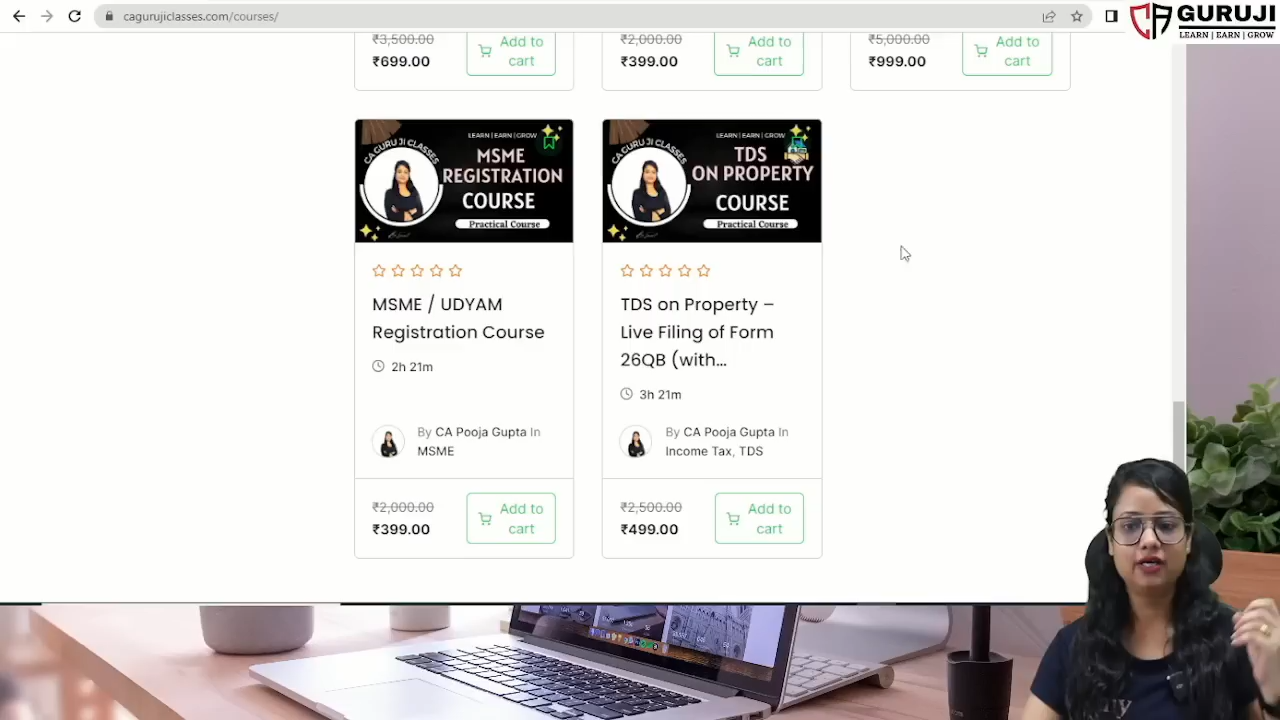 cagurujiclasses.com/courses/
GURUJI
LEARN | EARN | GROW
₹3,500.00
₹699.00
Add to
cart
₹2,000.00
₹399.00
Add to
cart
₹5,000.00
₹999.00
Add to
cart
LEARN | EARN | GROW
CA GURU JI CLASSES
MSME
REGISTRATION
COURSE
Practical Course
LEARN | EARN | GROW
CA GURU JI CLASSES
TDS
ON PROPERTY
COURSE
Practical Course
MSME / UDYAM
Registration Course
2h 21m
By CA Pooja Gupta In
MSME
₹2,000.00
₹399.00
Add to
cart
TDS on Property –
Live Filing of Form
26QB (with...
3h 21m
By CA Pooja Gupta In
Income Tax, TDS
₹2,500.00
₹499.00
Add to
cart